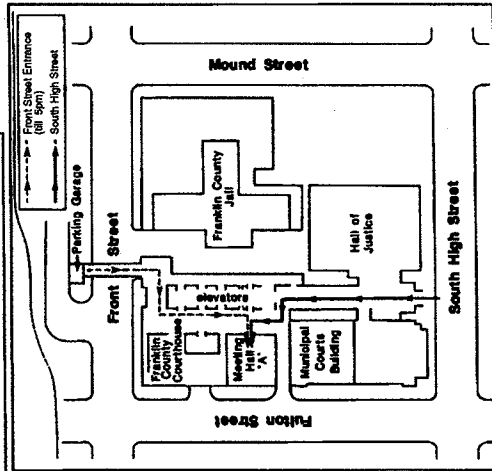 Front Street Entrance
(till 5pm)
South High Street
Parking Garage
Mound Street
Front Street
Franklin County
Jail
Hall of
Justice
elevators
Franklin
County
Courthouse
Meeting
Hall
"A"
Municipal
Courts
Building
South High Street
Fulton Street